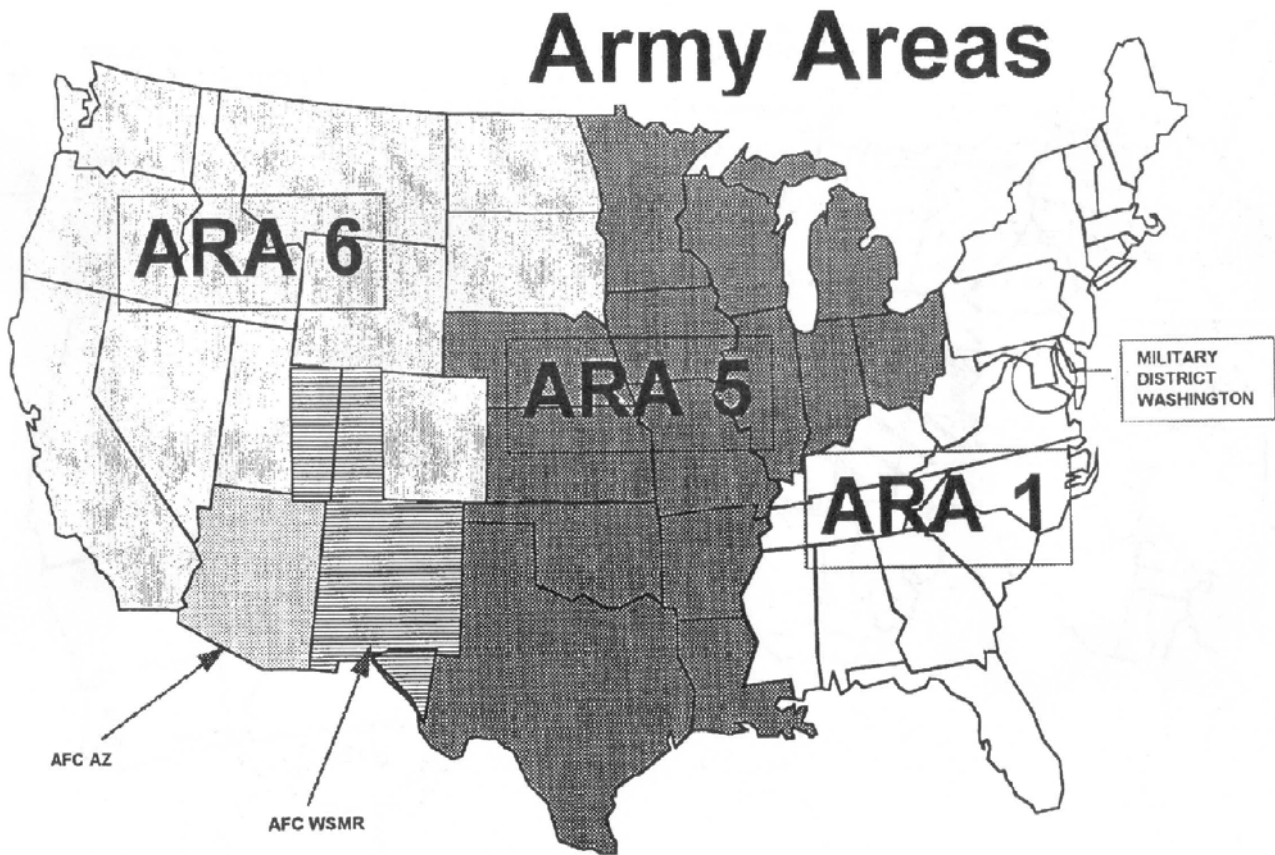 Army Areas
ARA 6
ARA 5
MILITARY
DISTRICT
WASHINGTON
ARA 1
AFC AZ
AFC WSMR